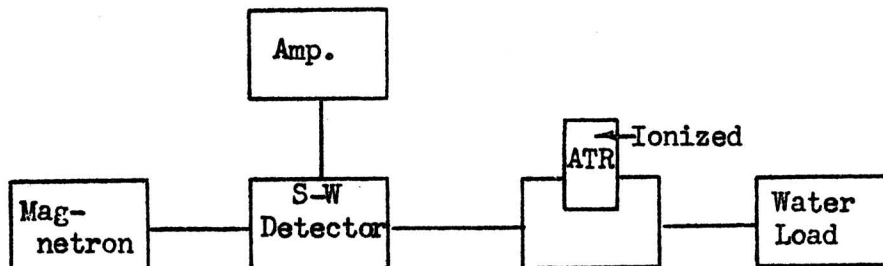 Amp.
Ionized
ATR
S-W
Detector
Mag-
netron
Water
Load